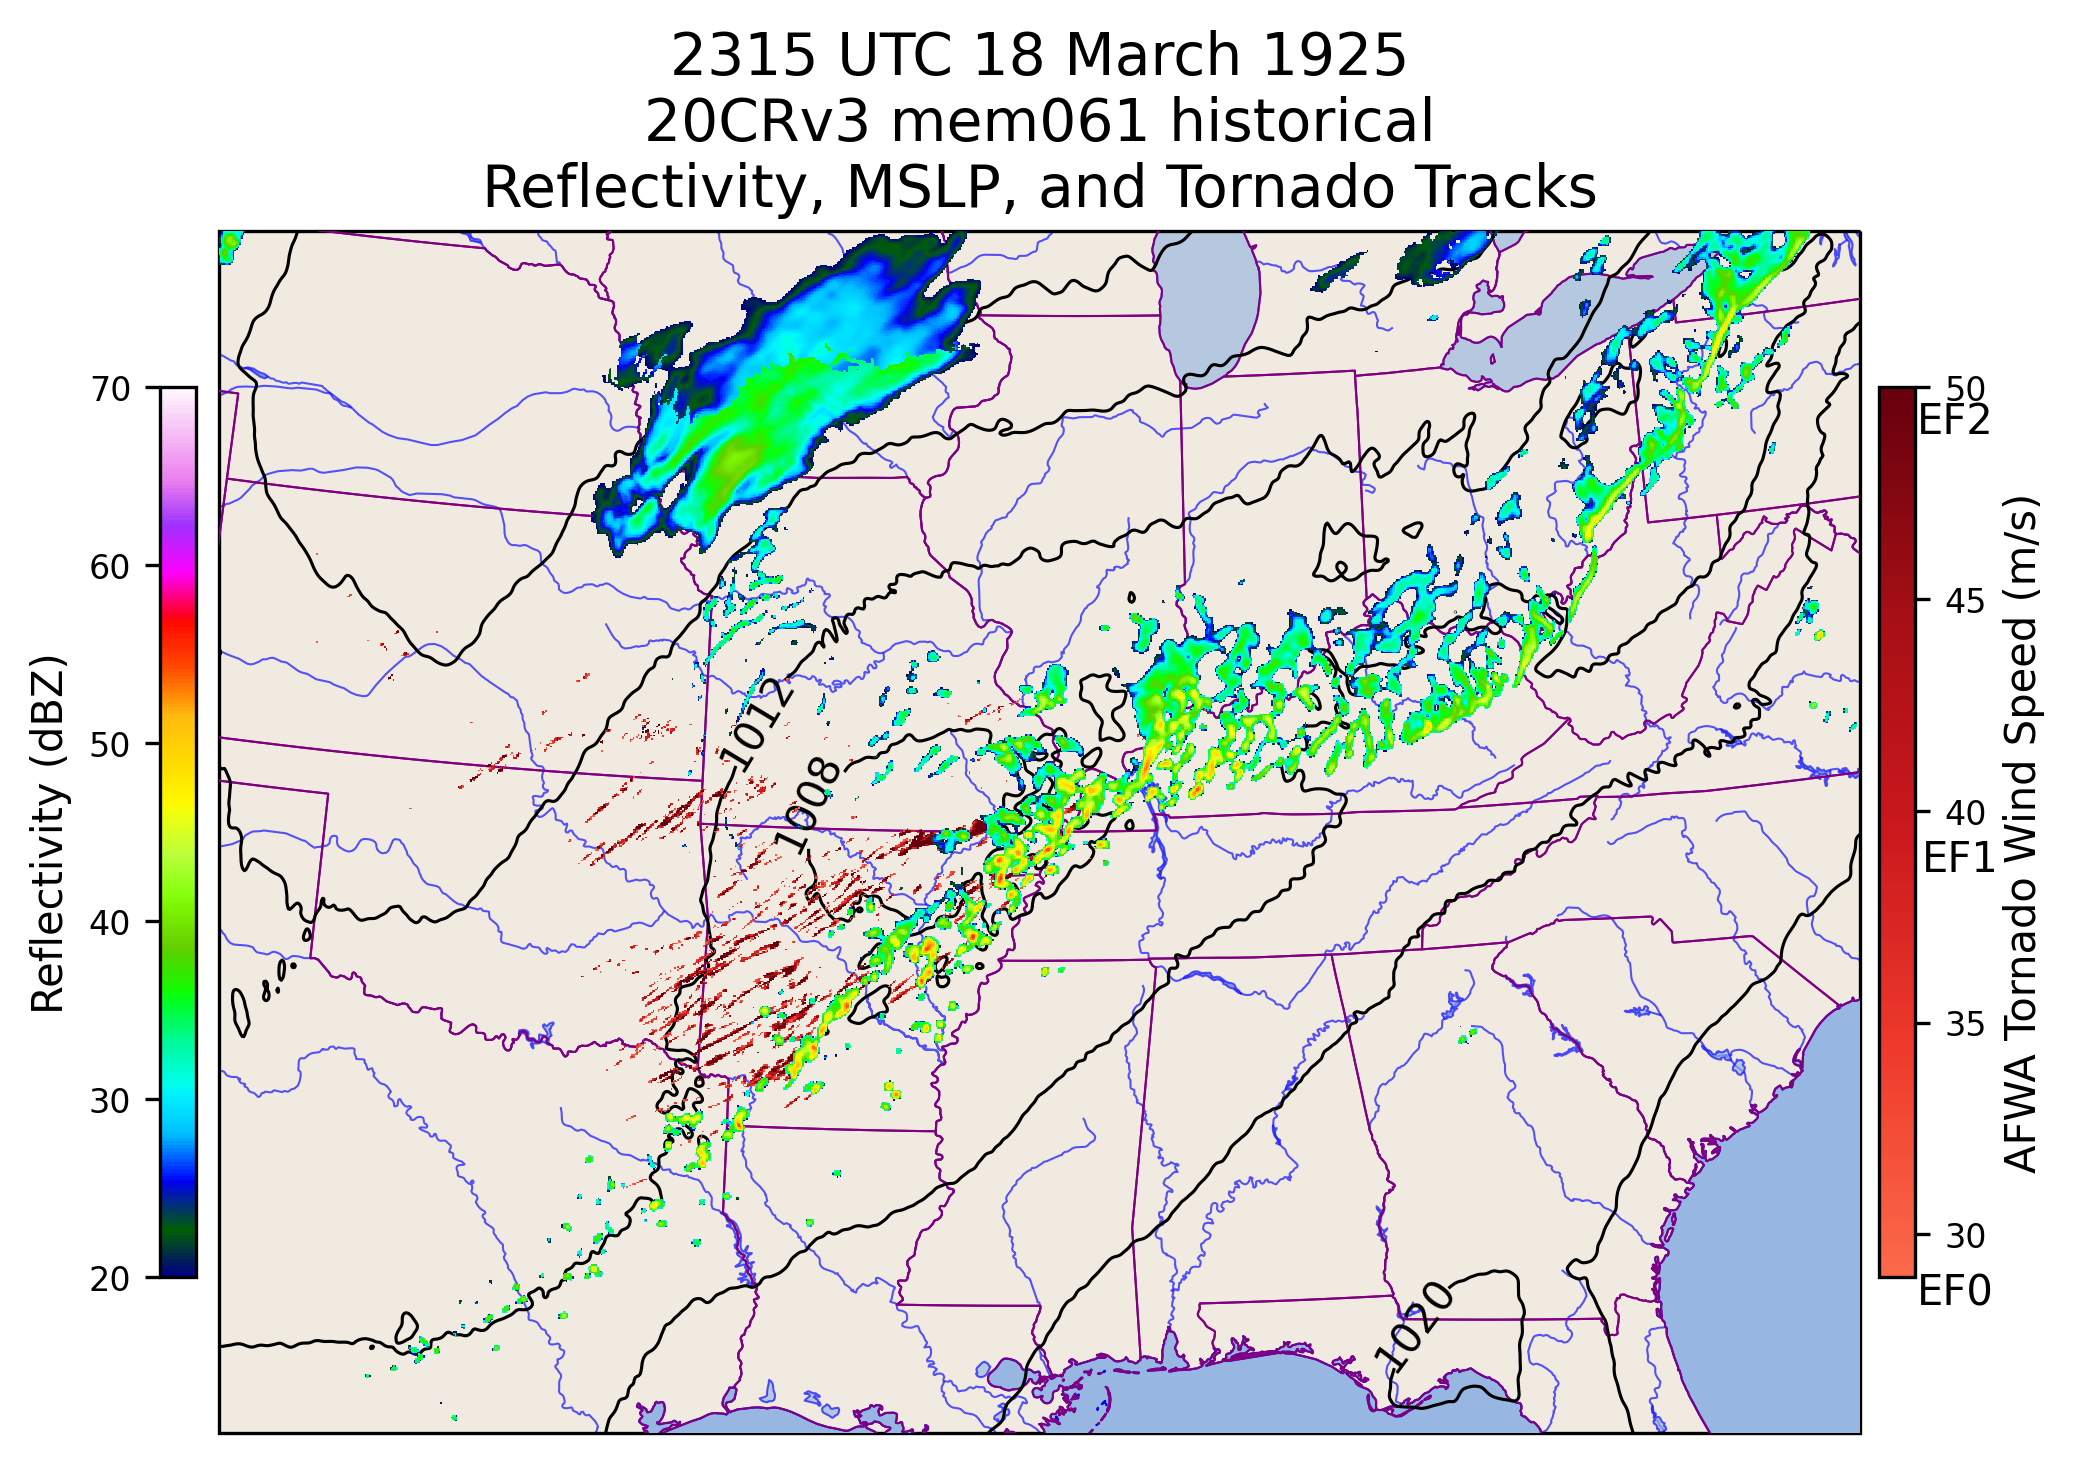 2315 UTC 18 March 1925
20CRv3 mem061 historical
Reflectivity, MSLP, and Tornado Tracks
70
60
50
40
30
20
Reflectivity (dBZ)
1012
1008
1020
50
EF2
45
40
EF1
35
30
EF0
AFWA Tornado Wind Speed (m/s)